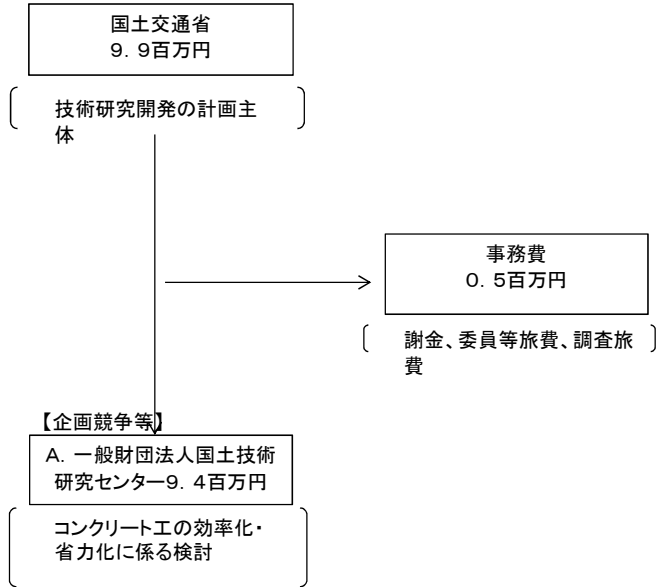 国土交通省
９．９百万円
技術研究開発の計画主
体
事務費
０．５百万円
謝金、委員等旅費、調査旅
費
【企画競争等】
A．一般財団法人国土技術
研究センター９．４百万円
コンクリート工の効率化・
省力化に係る検討